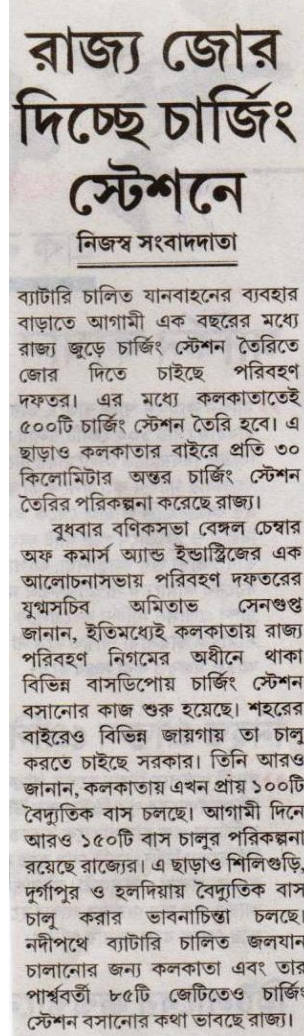 রাজ্য জোর
দিচ্ছে চার্জিং
স্টেশনে
নিজস্ব সংবাদদাতা
ব্যাটারি চালিত যানবাহনের ব্যবহার
বাড়াতে আগামী এক বছরের মধ্যে
রাজ্য জুড়ে চার্জিং স্টেশন তৈরিতে
জোর দিতে চাইছে পরিবহণ
দফতর। এর মধ্যে কলকাতাতেই
৫০০টি চার্জিং স্টেশন তৈরি হবে। এ
ছাড়াও কলকাতার বাইরে প্রতি ৩০
কিলোমিটার অন্তর চার্জিং স্টেশন
তৈরির পরিকল্পনা করেছে রাজ্য।
বুধবার বণিকসভা বেঙ্গল চেম্বার
অফ কমার্স অ্যান্ড ইন্ডাস্ট্রিজের এক
আলোচনাসভায় পরিবহণ দফতরের
যুগ্মসচিব অমিতাভ সেনগুপ্ত
জানান, ইতিমধ্যেই কলকাতায় রাজ্য
পরিবহণ নিগমের অধীনে থাকা
বিভিন্ন বাসডিপোয় চার্জিং স্টেশন
বসানোর কাজ শুরু হয়েছে। শহরের
বাইরেও বিভিন্ন জায়গায় তা চালু
করতে চাইছে সরকার। তিনি আরও
জানান, কলকাতায় এখন প্রায় ১০০টি
বৈদ্যুতিক বাস চলছে। আগামী দিনে
আরও ১৫০টি বাস চালুর পরিকল্পনা
রয়েছে রাজ্যের। এ ছাড়াও শিলিগুড়ি,
দুর্গাপুর ও হলদিয়ায় বৈদ্যুতিক বাস
চালু করার ভাবনাচিন্তা চলছে।
নদীপথে ব্যাটারি চালিত জলযান
চালানোর জন্য কলকাতা এবং তার
পার্শ্ববর্তী ৮৫টি জেটিতেও চার্জিং
স্টেশন বসানোর কথা ভাবছে রাজ্য।